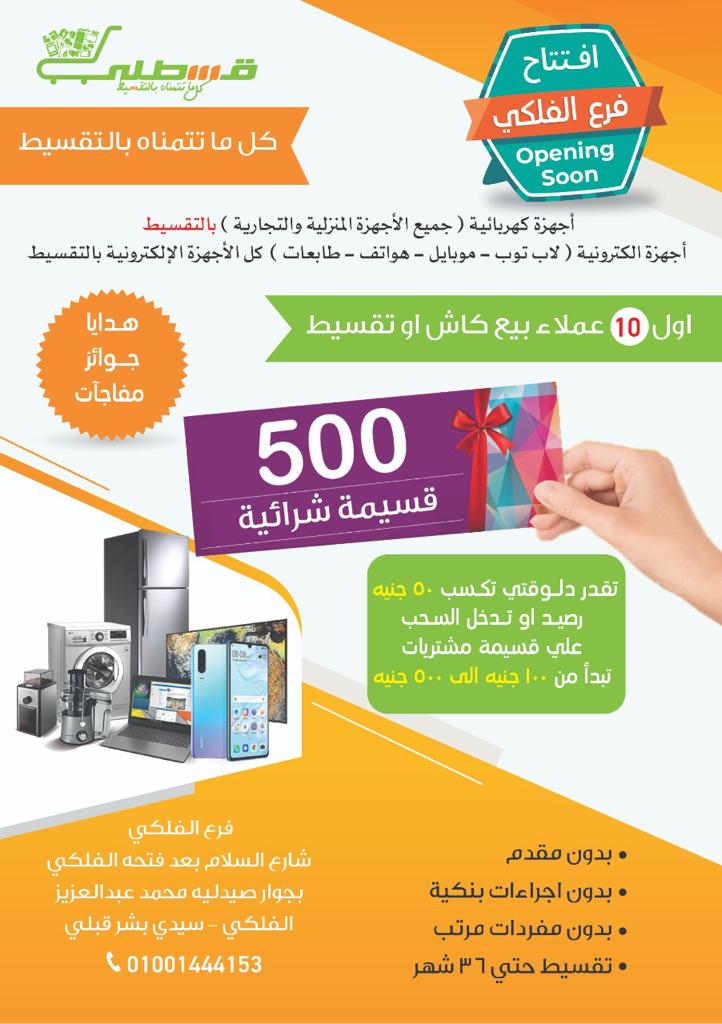 قسطلي
كل ما تتمناه بالتقسيط
افتتاح
فرع الفلكي
Opening
Soon
كل ما تتمناه بالتقسيط
أجهزة كهربائية ( جميع الأجهزة المنزلية والتجارية ) بالتقسيط
أجهزة الكترونية ( لاب توب - موبايل - هواتف - طابعات ) كل الأجهزة الإلكترونية بالتقسيط
اول 10 عملاء بيع كاش او تقسيط
هدايا
جوائز
مفاجآت
500
قسيمة شرائية
تقدر دلوقتي تكسب ٥٠ جنيه
رصيد او تدخل السحب
علي قسيمة مشتريات
تبدأ من ١٠٠ جنيه الى ٥٠٠ جنيه
فرع الفلكي
شارع السلام بعد فتحه الفلكي
بجوار صيدليه محمد عبدالعزيز
الفلكي - سيدي بشر قبلي
01001444153
• بدون مقدم
• بدون اجراءات بنكية
• بدون مفردات مرتب
• تقسيط حتي ٣٦ شهر